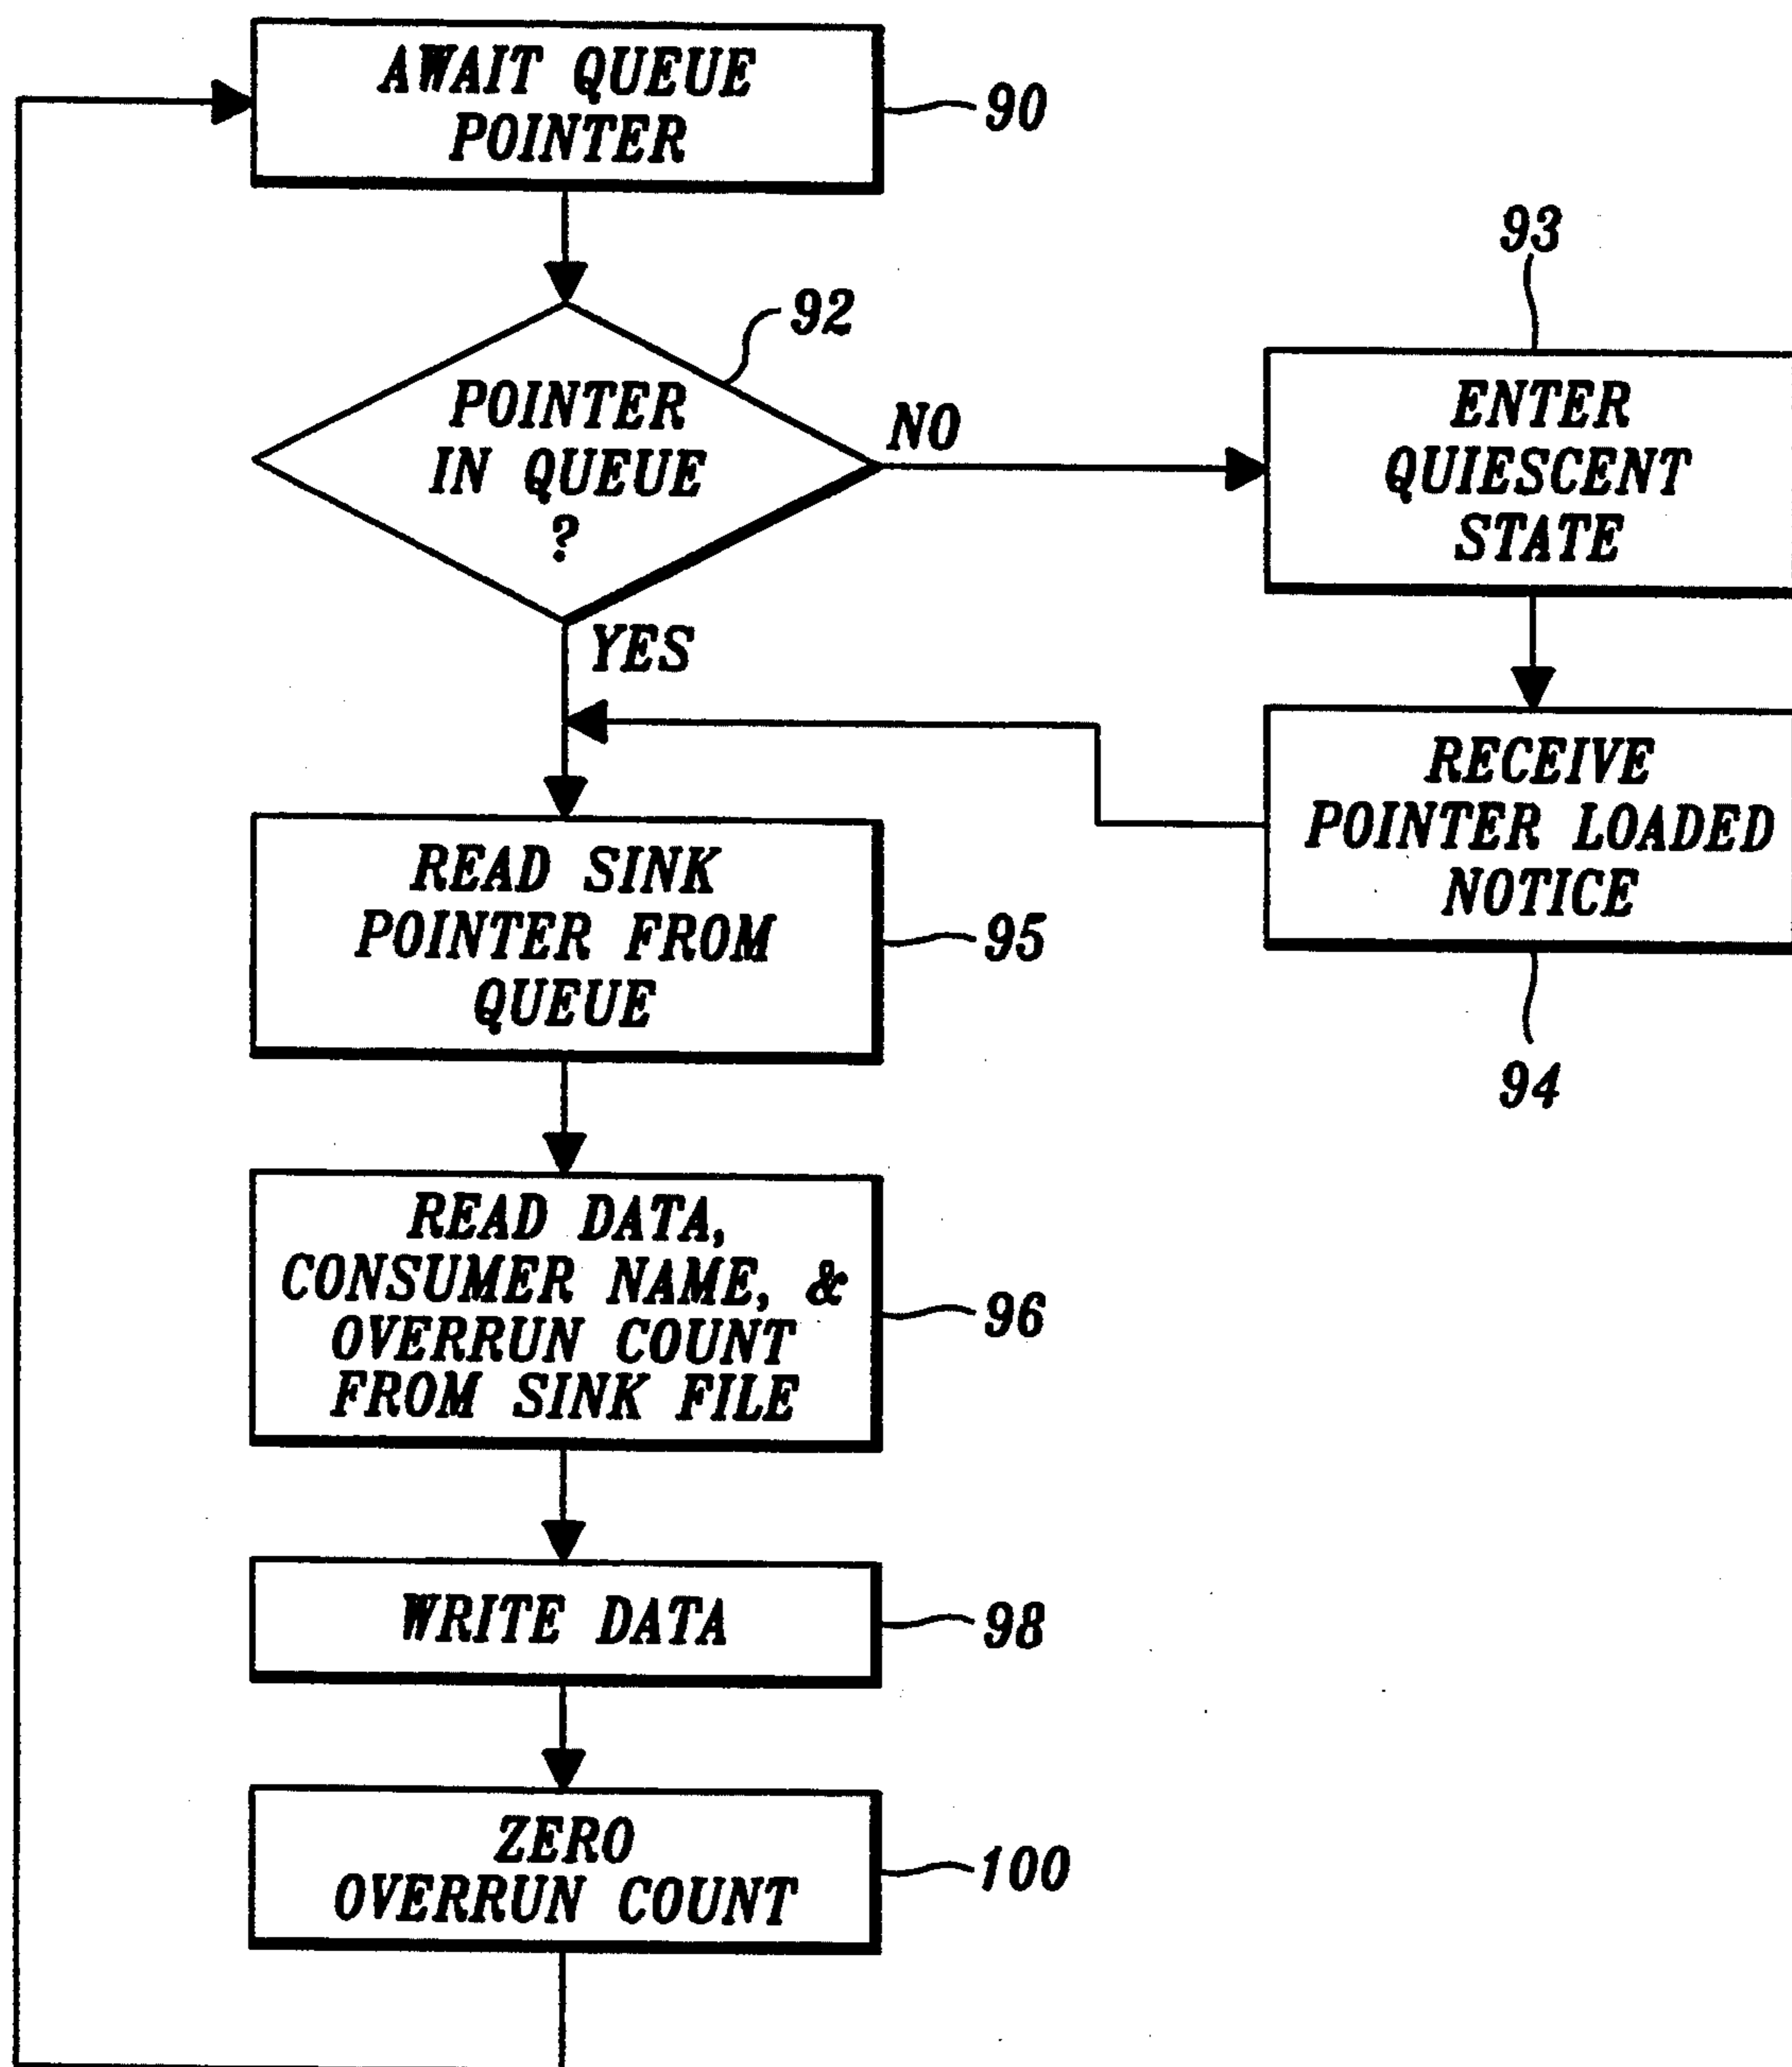 AWAIT QUEUE
POINTER
90
92
POINTER
IN QUEUE
?
NO
YES
93
ENTER
QUIESCENT
STATE
RECEIVE
POINTER LOADED
NOTICE
94
READ SINK
POINTER FROM
QUEUE
95
READ DATA,
CONSUMER NAME, &
OVERRUN COUNT
FROM SINK FILE
96
WRITE DATA
98
ZERO
OVERRUN COUNT
100